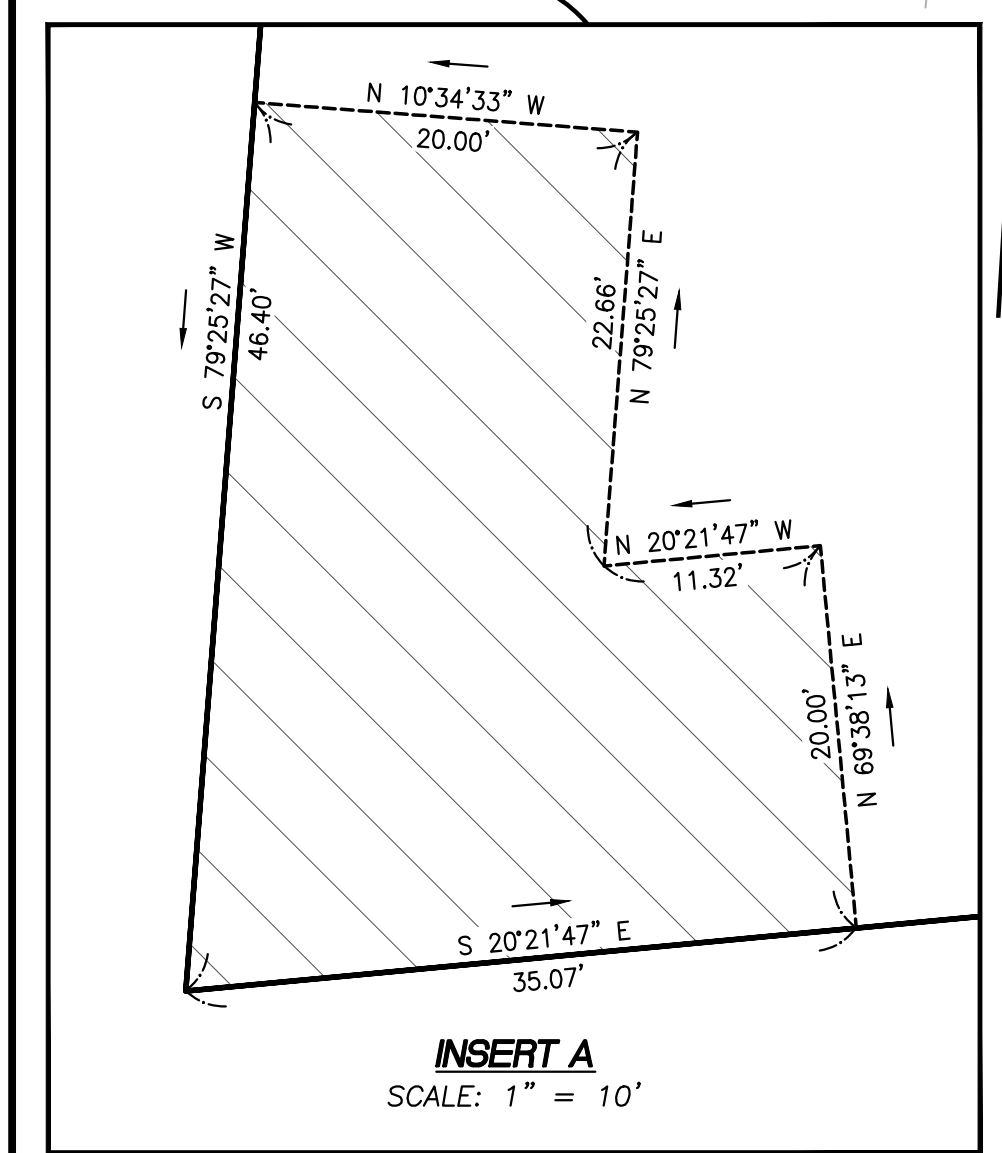 N 10°34'33" W
20.00'
S 79°25'27" W
46.40'
22.66'
N 79°25'27" E
N 20°21'47" W
11.32'
20.00'
N 69°38'13" E
S 20°21'47" E
35.07'
INSERT A
SCALE: 1" = 10'